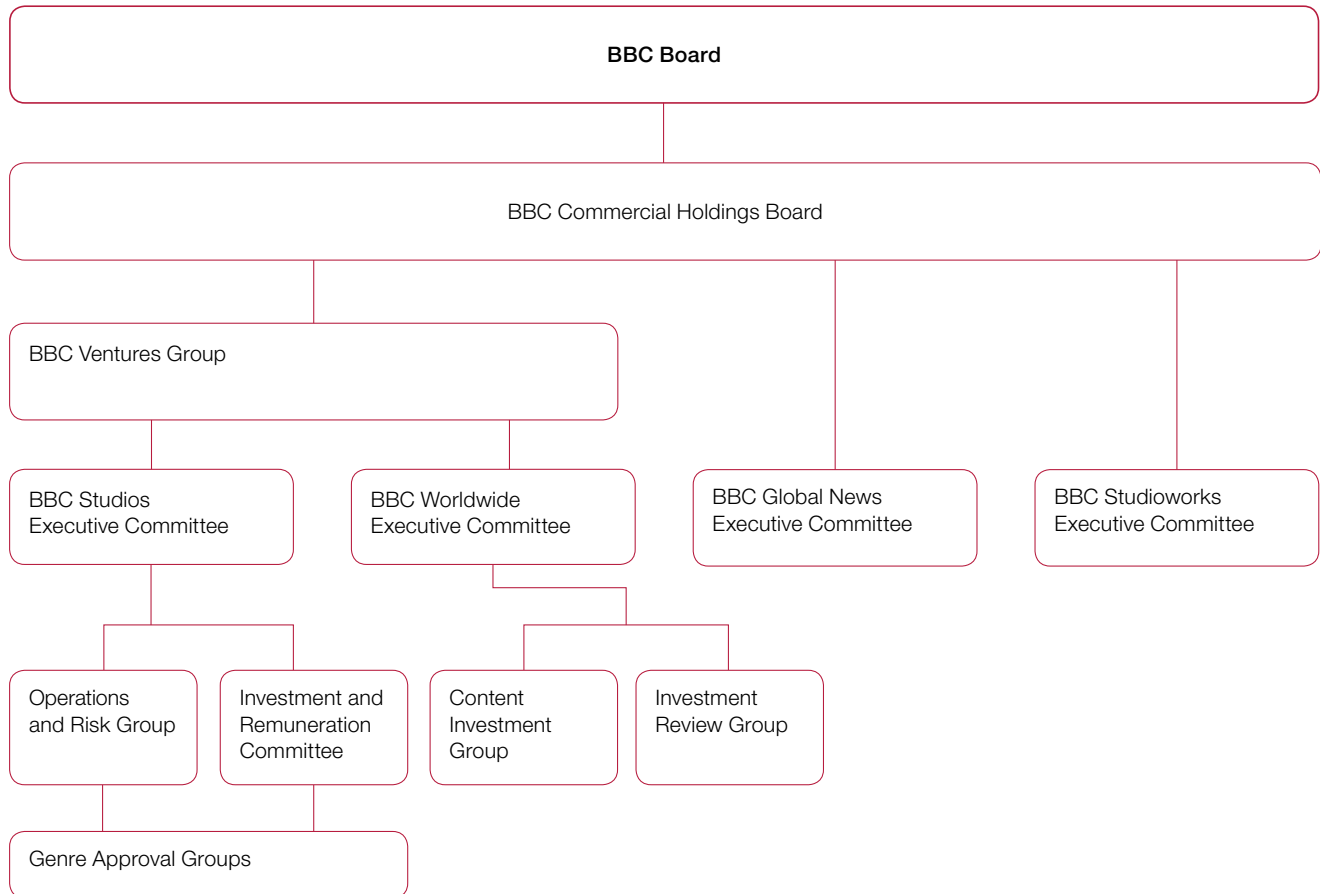 BBC Board
BBC Commercial Holdings Board
BBC Ventures Group
BBC Studios
Executive Committee
BBC Worldwide
Executive Committee
BBC Global News
Executive Committee
BBC Studioworks
Executive Committee
Operations
and Risk Group
Investment and
Remuneration
Committee
Content
Investment
Group
Investment
Review Group
Genre Approval Groups